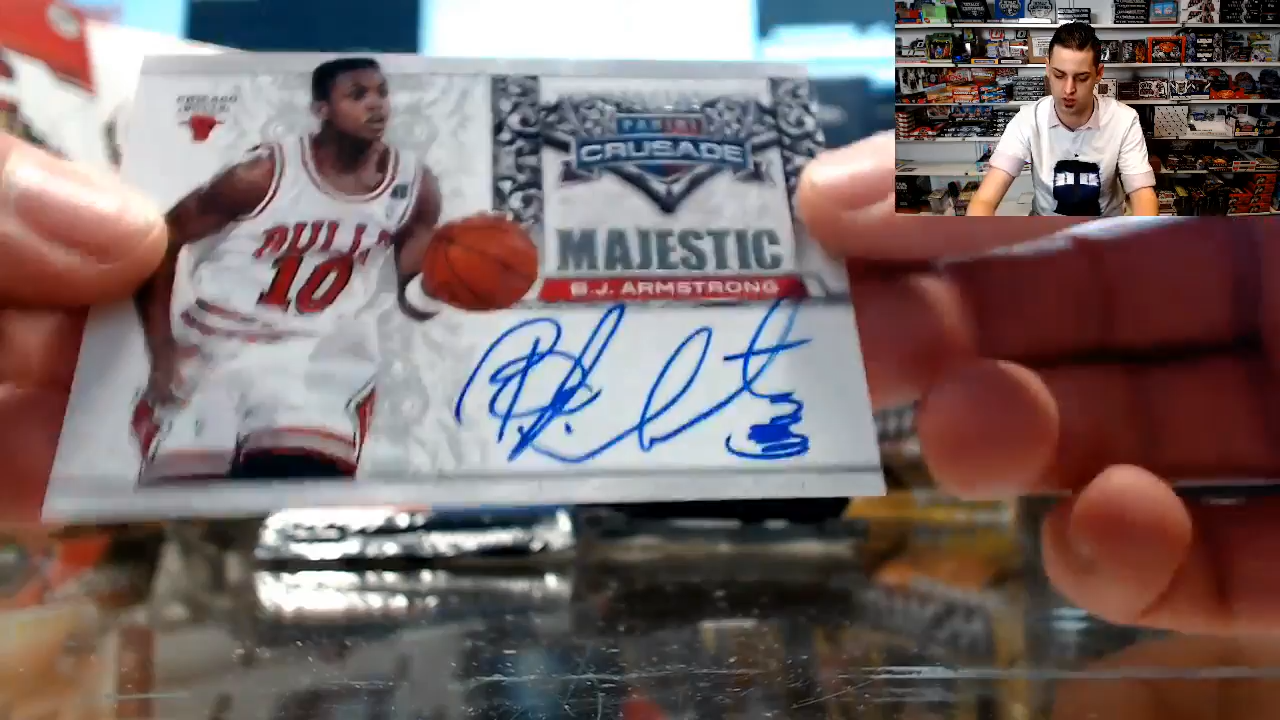 CHICAGO
BULLS
BULLS
10
PANINI
CRUSADE
MAJESTIC
B.J. ARMSTRONG